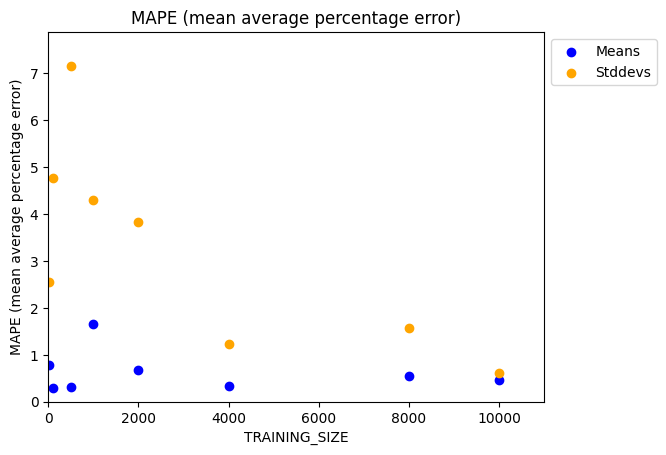 MAPE (mean average percentage error)
Means
Stddevs
MAPE (mean average percentage error)
7
6
5
4
3
2
1
0
0 2000 4000 6000 8000 10000
TRAINING_SIZE